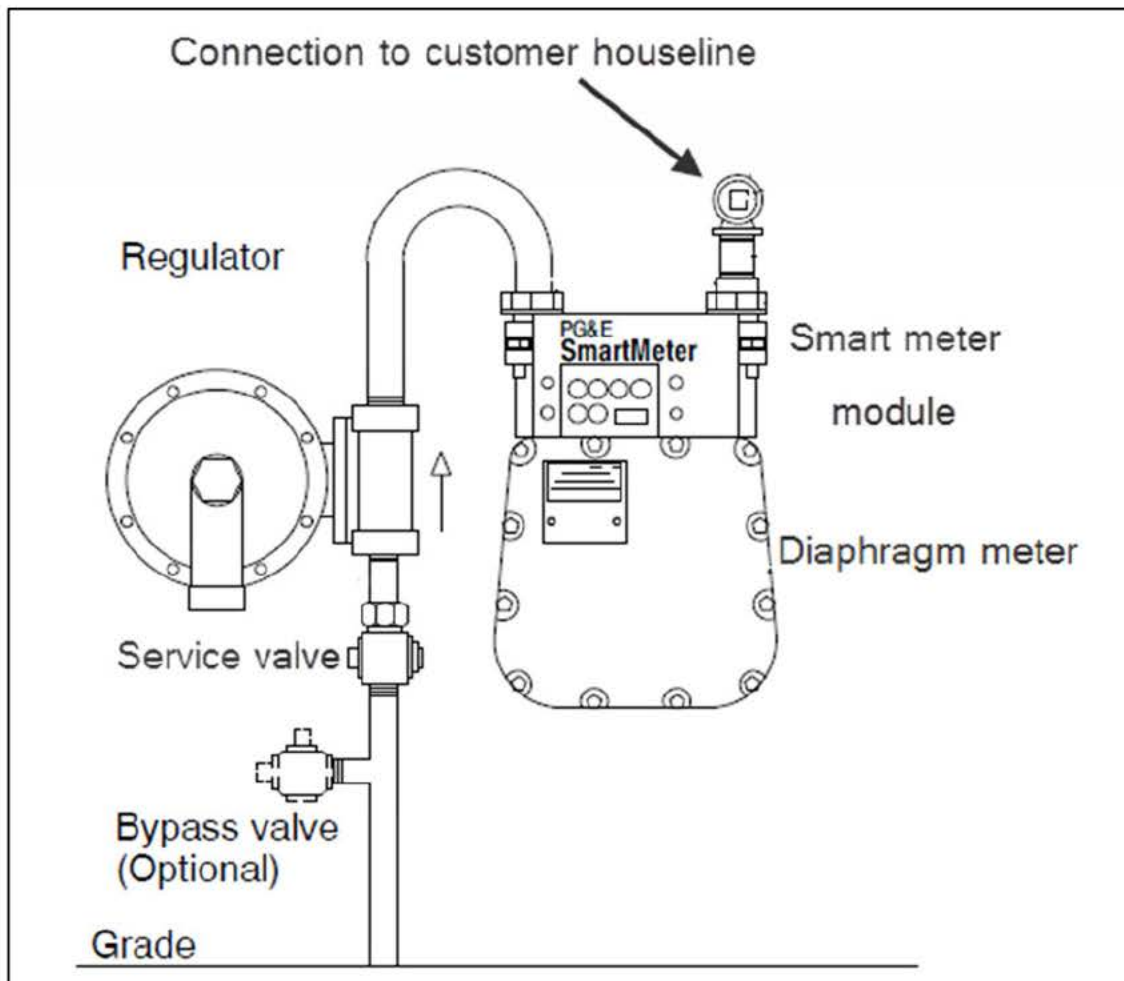 Connection to customer houseline
Regulator
PG&E
SmartMeter
Smart meter
module
Diaphragm meter
Service valve
Bypass valve
(Optional)
Grade